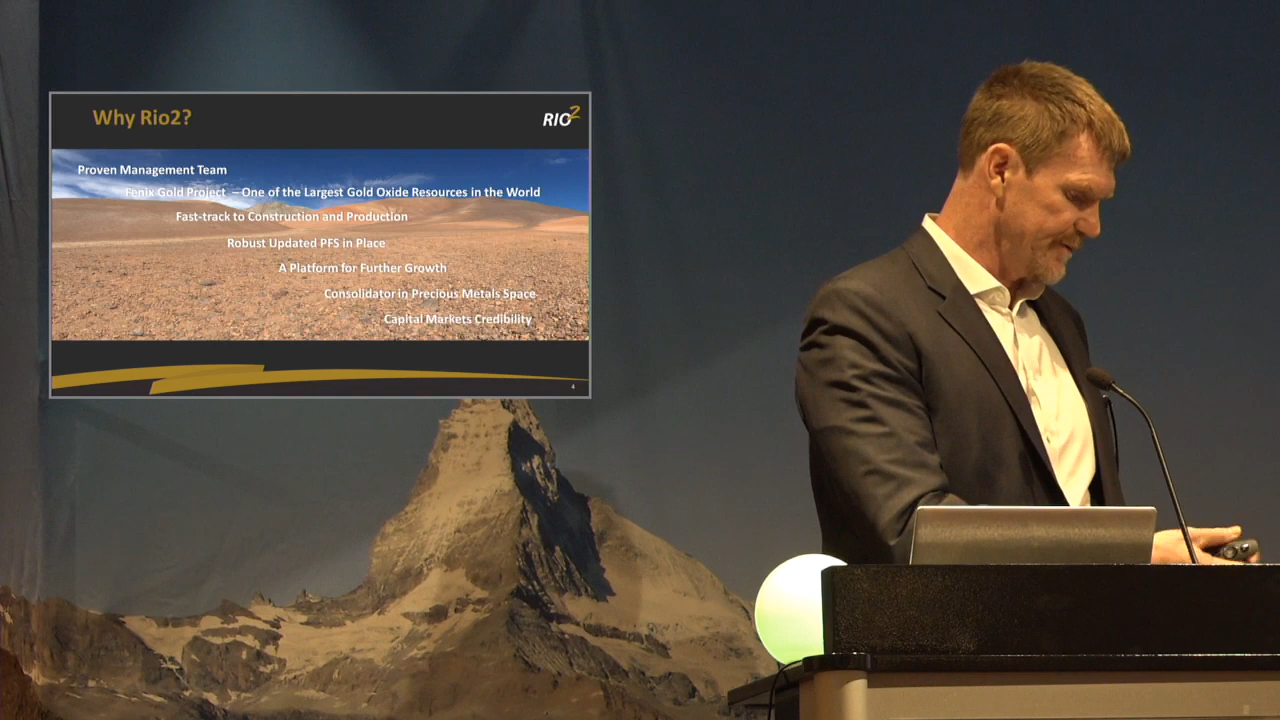 Why Rio2?
RIO2
Proven Management Team
Fenix Gold Project – One of the Largest Gold Oxide Resources in the World
Fast-track to Construction and Production
Robust Updated PFS in Place
A Platform for Further Growth
Consolidator in Precious Metals Space
Capital Markets Credibility
4